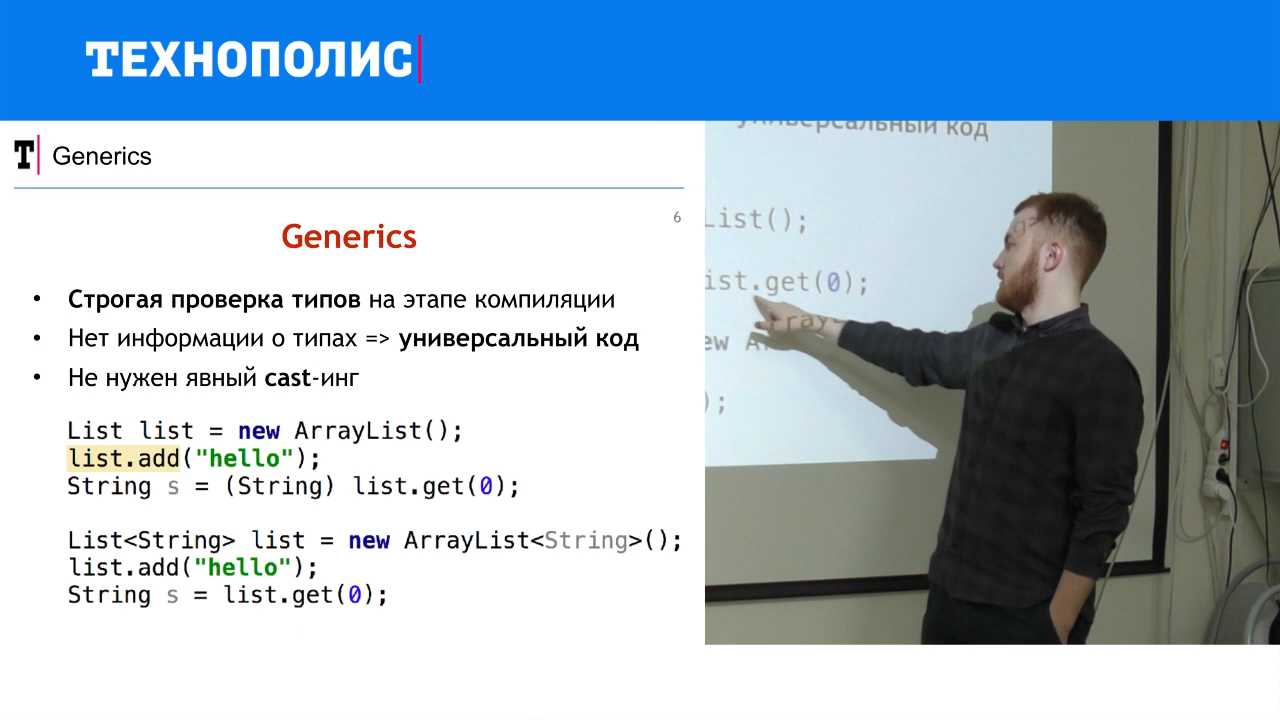 ТЕХНОПОЛИС
T Generics
6
Generics
• Строгая проверка типов на этапе компиляции
• Нет информации о типах => универсальный код
• Не нужен явный cast-инг
List list = new ArrayList();
list.add("hello");
String s = (String) list.get(0);
List<String> list = new ArrayList<String>();
list.add("hello");
String s = list.get(0);
универсальный код
List();
ist.get(0);
Array
ew A
);